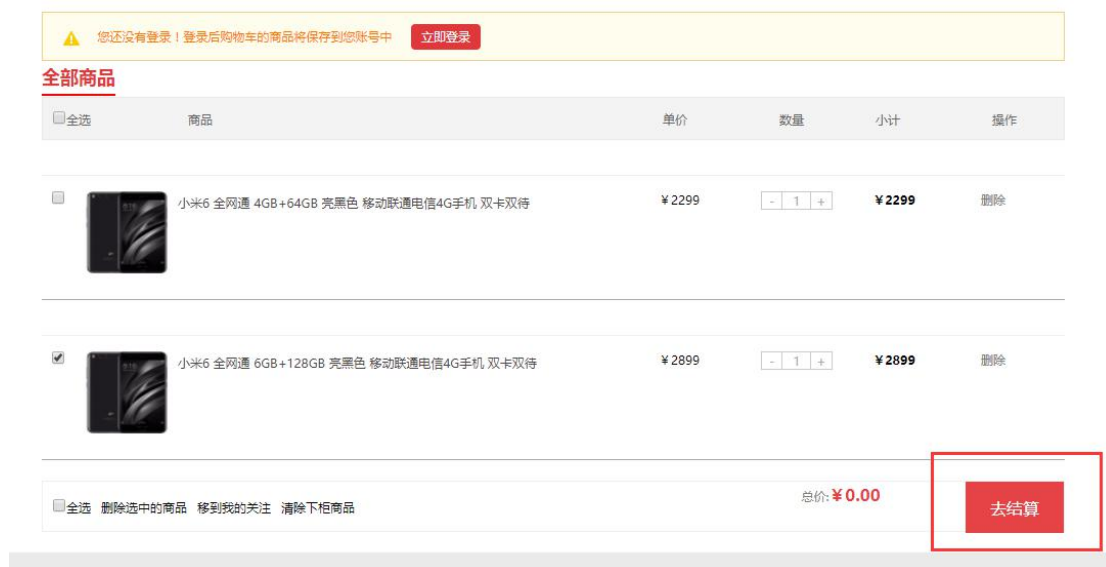 您还没有登录！登录后购物车的商品将保存到您账号中 立即登录
全部商品
全选 商品 单价 数量 小计 操作
小米6 全网通 4GB+64GB 亮黑色 移动联通电信4G手机 双卡双待 ¥2299 - 1 + ¥2299 删除
小米6 全网通 6GB+128GB 亮黑色 移动联通电信4G手机 双卡双待 ¥2899 - 1 + ¥2899 删除
全选 删除选中的商品 移到我的关注 清除下柜商品 总价:¥0.00 去结算